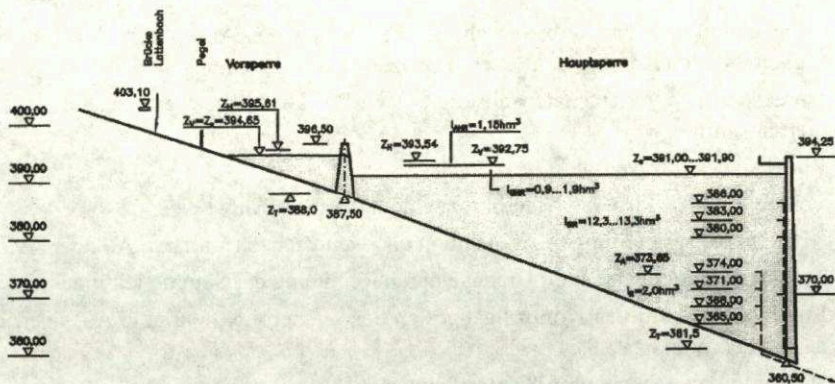 Brücke
Lattenbach
Pegel
Vorsperre
Hauptsperre
403,10
Z_H=395,61
Z_V=Z_S=394,65
396,50
400,00
390,00
380,00
370,00
360,00
Z_H=393,54
I_WHR=1,15hm³
Z_V=392,75
Z_S=391,00...391,90
394,25
I_GHR=0,9...1,9hm³
Z_T=388,0
387,50
386,00
383,00
380,00
I_BR=12,3...13,3hm³
Z_A=373,65
374,00
371,00
I_R=2,0hm³
368,00
365,00
370,00
Z_T=361,5
360,50